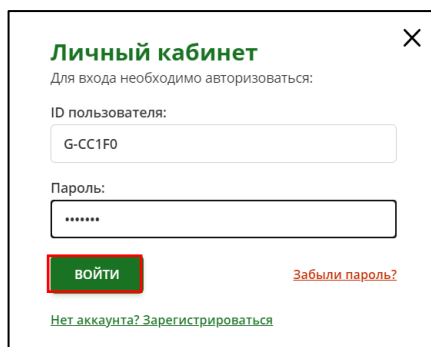 Личный кабинет
Для входа необходимо авторизоваться:
ID пользователя:
G-CC1F0
Пароль:
•••••••
ВОЙТИ
Забыли пароль?
Нет аккаунта? Зарегистрироваться